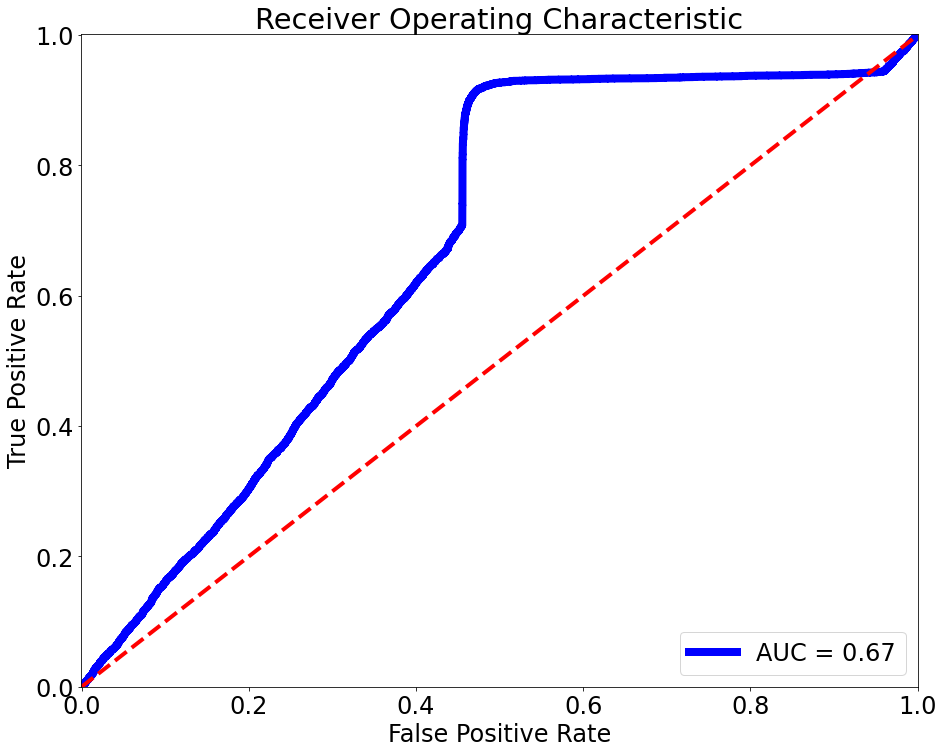 Receiver Operating Characteristic
1.0
0.8
0.6
0.4
0.2
0.0
True Positive Rate
AUC = 0.67
0.0 0.2 0.4 0.6 0.8 1.0
False Positive Rate